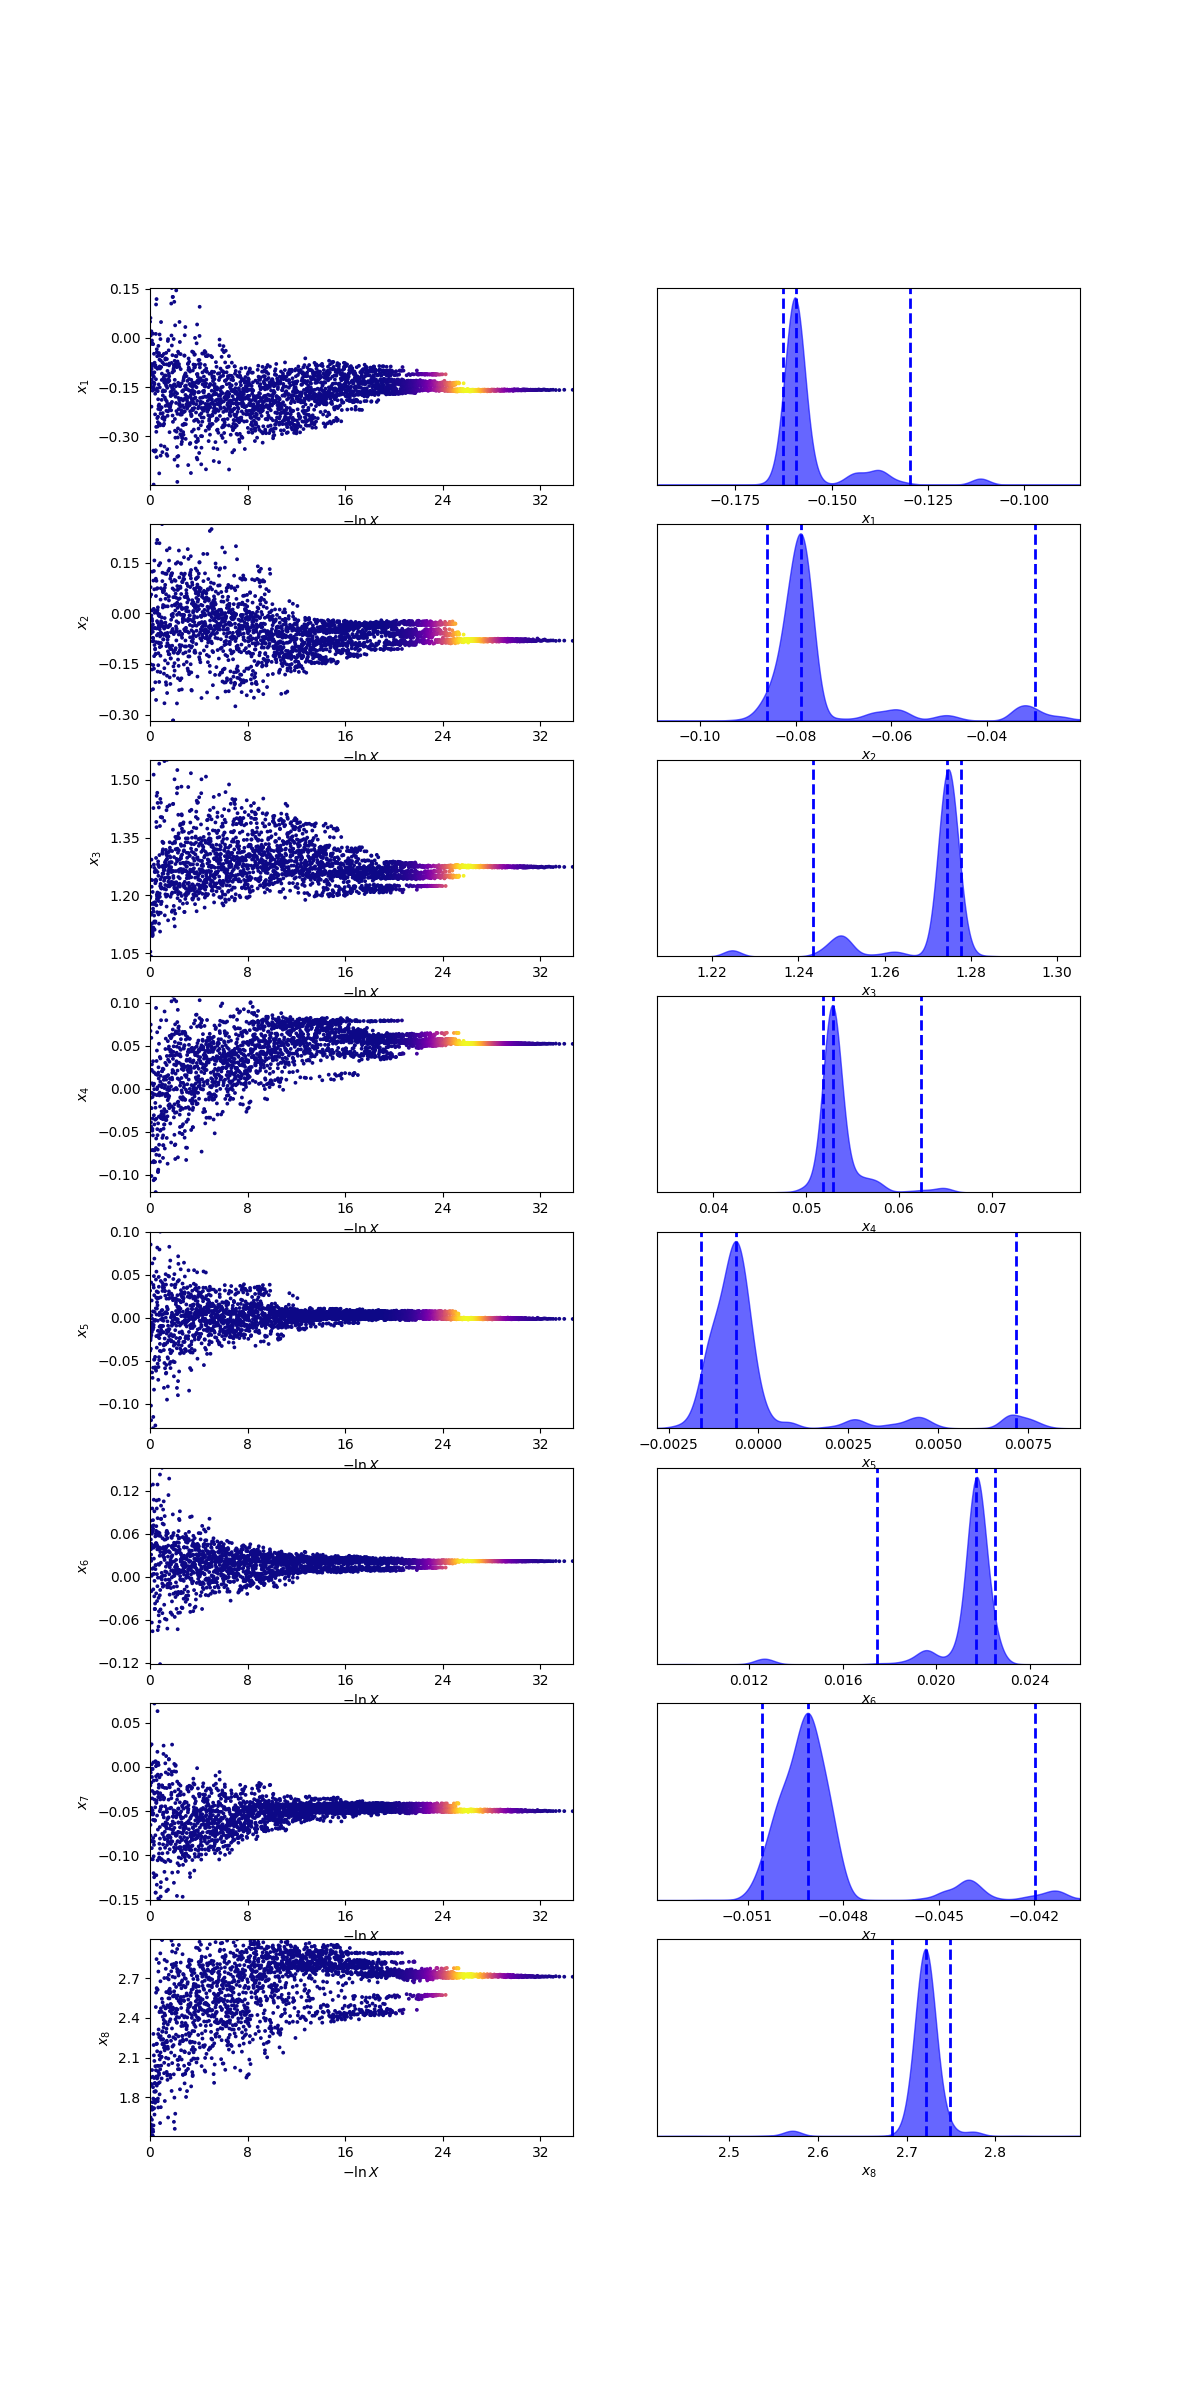 0.15
0.00
−0.15
−0.30
x₁
0 8 16 24 32
−ln X
−0.175 −0.150 −0.125 −0.100
x₁
0.15
0.00
−0.15
−0.30
x₂
0 8 16 24 32
−ln X
−0.10 −0.08 −0.06 −0.04
x₂
1.50
1.35
1.20
1.05
x₃
0 8 16 24 32
−ln X
1.22 1.24 1.26 1.28 1.30
x₃
0.10
0.05
0.00
−0.05
−0.10
x₄
0 8 16 24 32
−ln X
0.04 0.05 0.06 0.07
x₄
0.10
0.05
0.00
−0.05
−0.10
x₅
0 8 16 24 32
−ln X
−0.0025 0.0000 0.0025 0.0050 0.0075
x₅
0.12
0.06
0.00
−0.06
−0.12
x₆
0 8 16 24 32
−ln X
0.012 0.016 0.020 0.024
x₆
0.05
0.00
−0.05
−0.10
−0.15
x₇
0 8 16 24 32
−ln X
−0.051 −0.048 −0.045 −0.042
x₇
2.7
2.4
2.1
1.8
x₈
0 8 16 24 32
−ln X
2.5 2.6 2.7 2.8
x₈